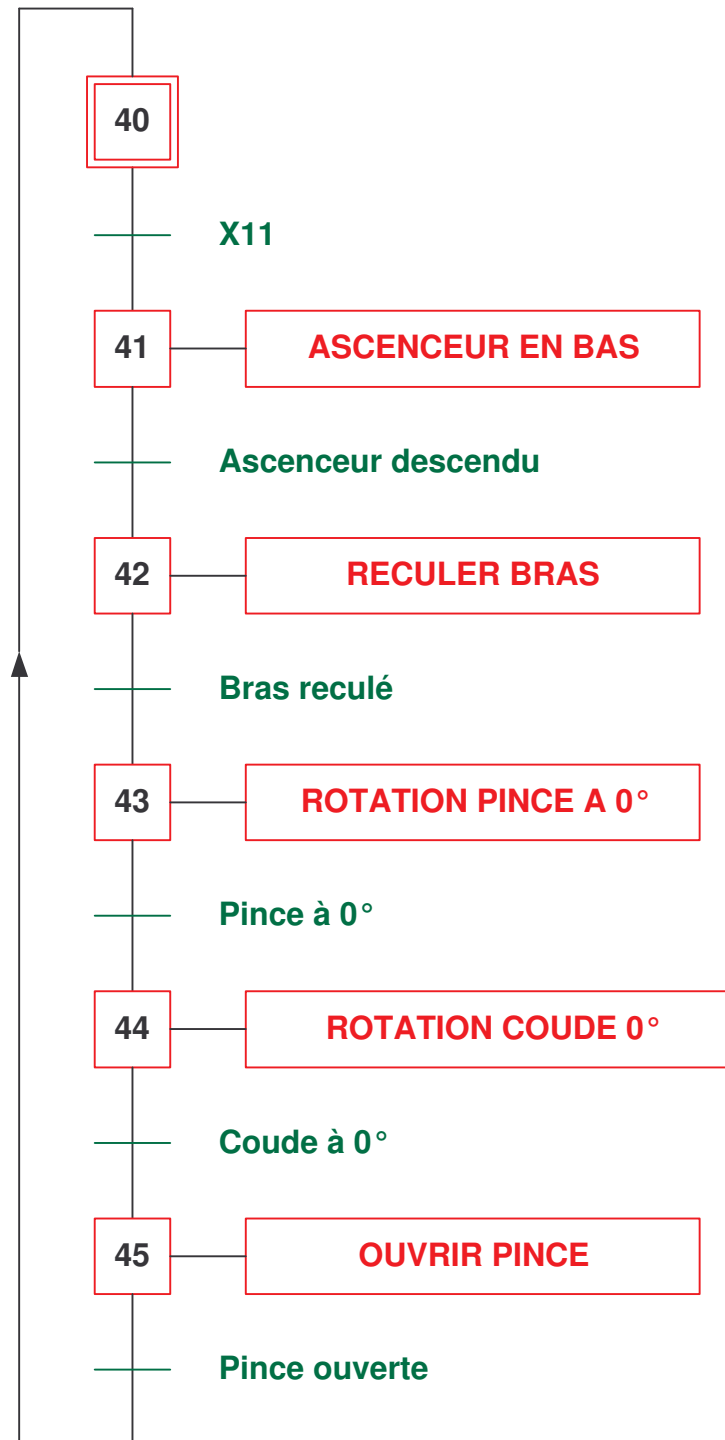 40
X11
41
ASCENCEUR EN BAS
Ascenceur descendu
42
RECULER BRAS
Bras reculé
43
ROTATION PINCE A 0°
Pince à 0°
44
ROTATION COUDE 0°
Coude à 0°
45
OUVRIR PINCE
Pince ouverte